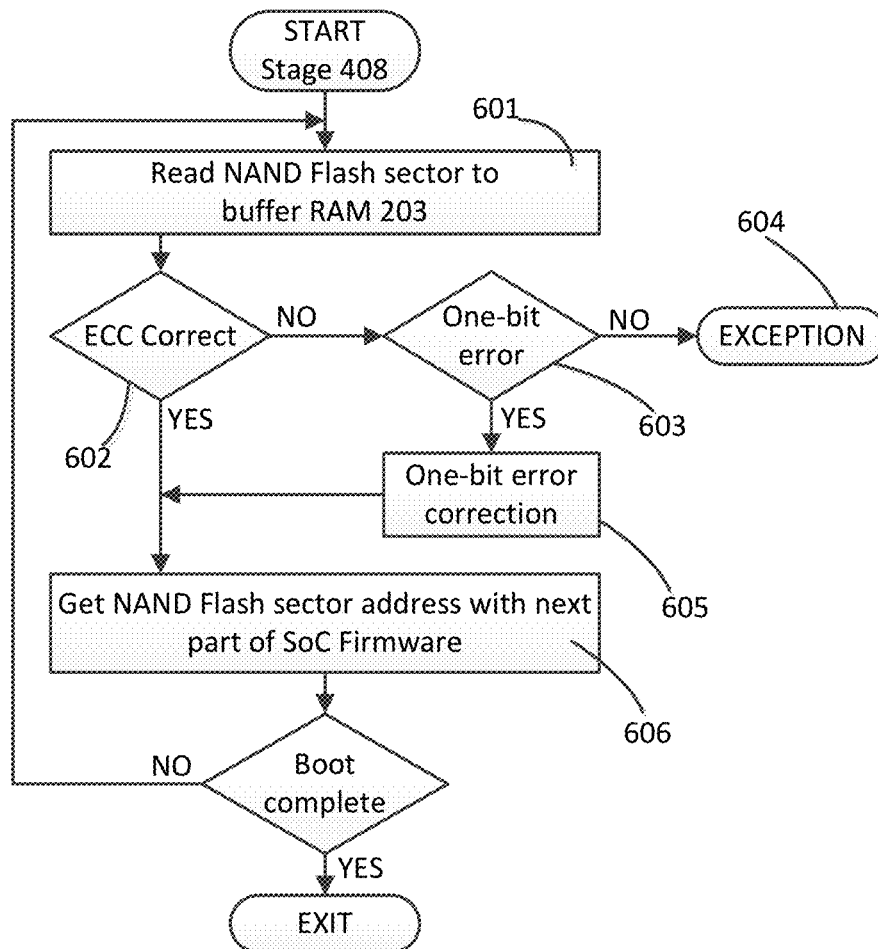 START
Stage 408
601
Read NAND Flash sector to
buffer RAM 203
604
ECC Correct
NO
One-bit
error
NO
EXCEPTION
602
YES
YES
603
One-bit error
correction
605
Get NAND Flash sector address with next
part of SoC Firmware
606
NO
Boot
complete
YES
EXIT